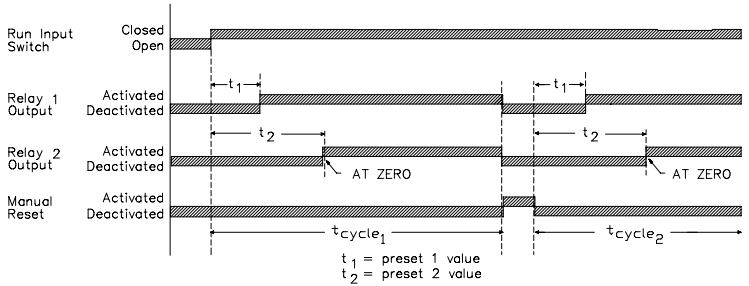 Run Input Switch
Closed
Open
t1
t1
Relay 1 Output
Activated
Deactivated
t2
t2
Relay 2 Output
Activated
Deactivated
AT ZERO
AT ZERO
Manual Reset
Activated
Deactivated
tcycle1
tcycle2
t1 = preset 1 value
t2 = preset 2 value